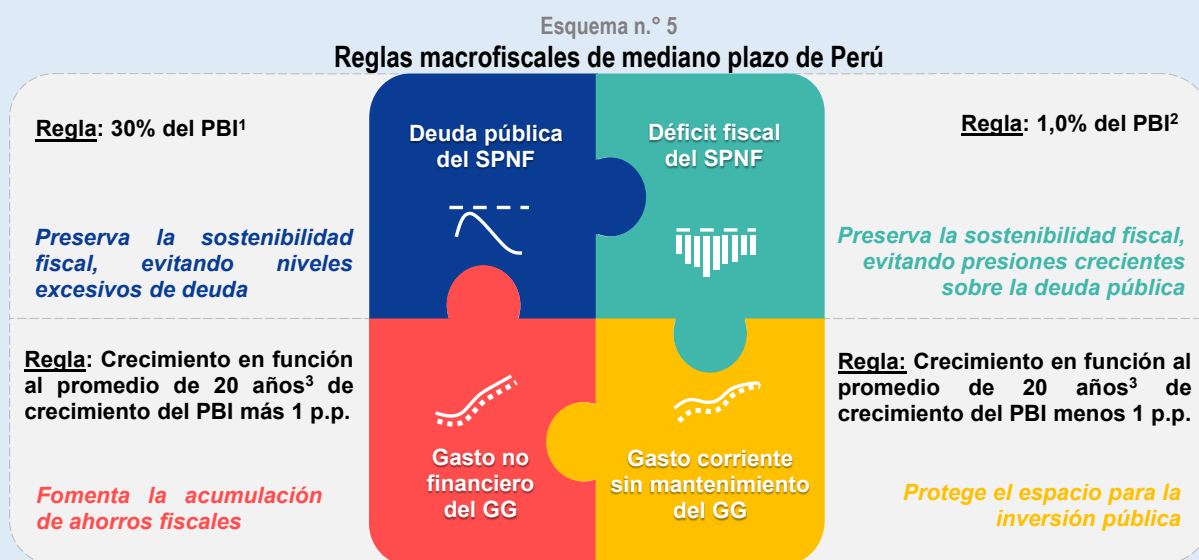 Esquema n.° 5
Reglas macrofiscales de mediano plazo de Perú
Regla: 30% del PBI¹
Preserva la sostenibilidad
fiscal, evitando niveles
excesivos de deuda
Deuda pública
del SPNF
Déficit fiscal
del SPNF
Regla: 1,0% del PBI²
Preserva la sostenibilidad fiscal,
evitando presiones crecientes
sobre la deuda pública
Regla: Crecimiento en función
al promedio de 20 años³ de
crecimiento del PBI más 1 p.p.
Fomenta la acumulación
de ahorros fiscales
Gasto no
financiero
del GG
Gasto corriente
sin mantenimiento
del GG
Regla: Crecimiento en función al
promedio de 20 años³ de
crecimiento del PBI menos 1 p.p.
Protege el espacio para la
inversión pública